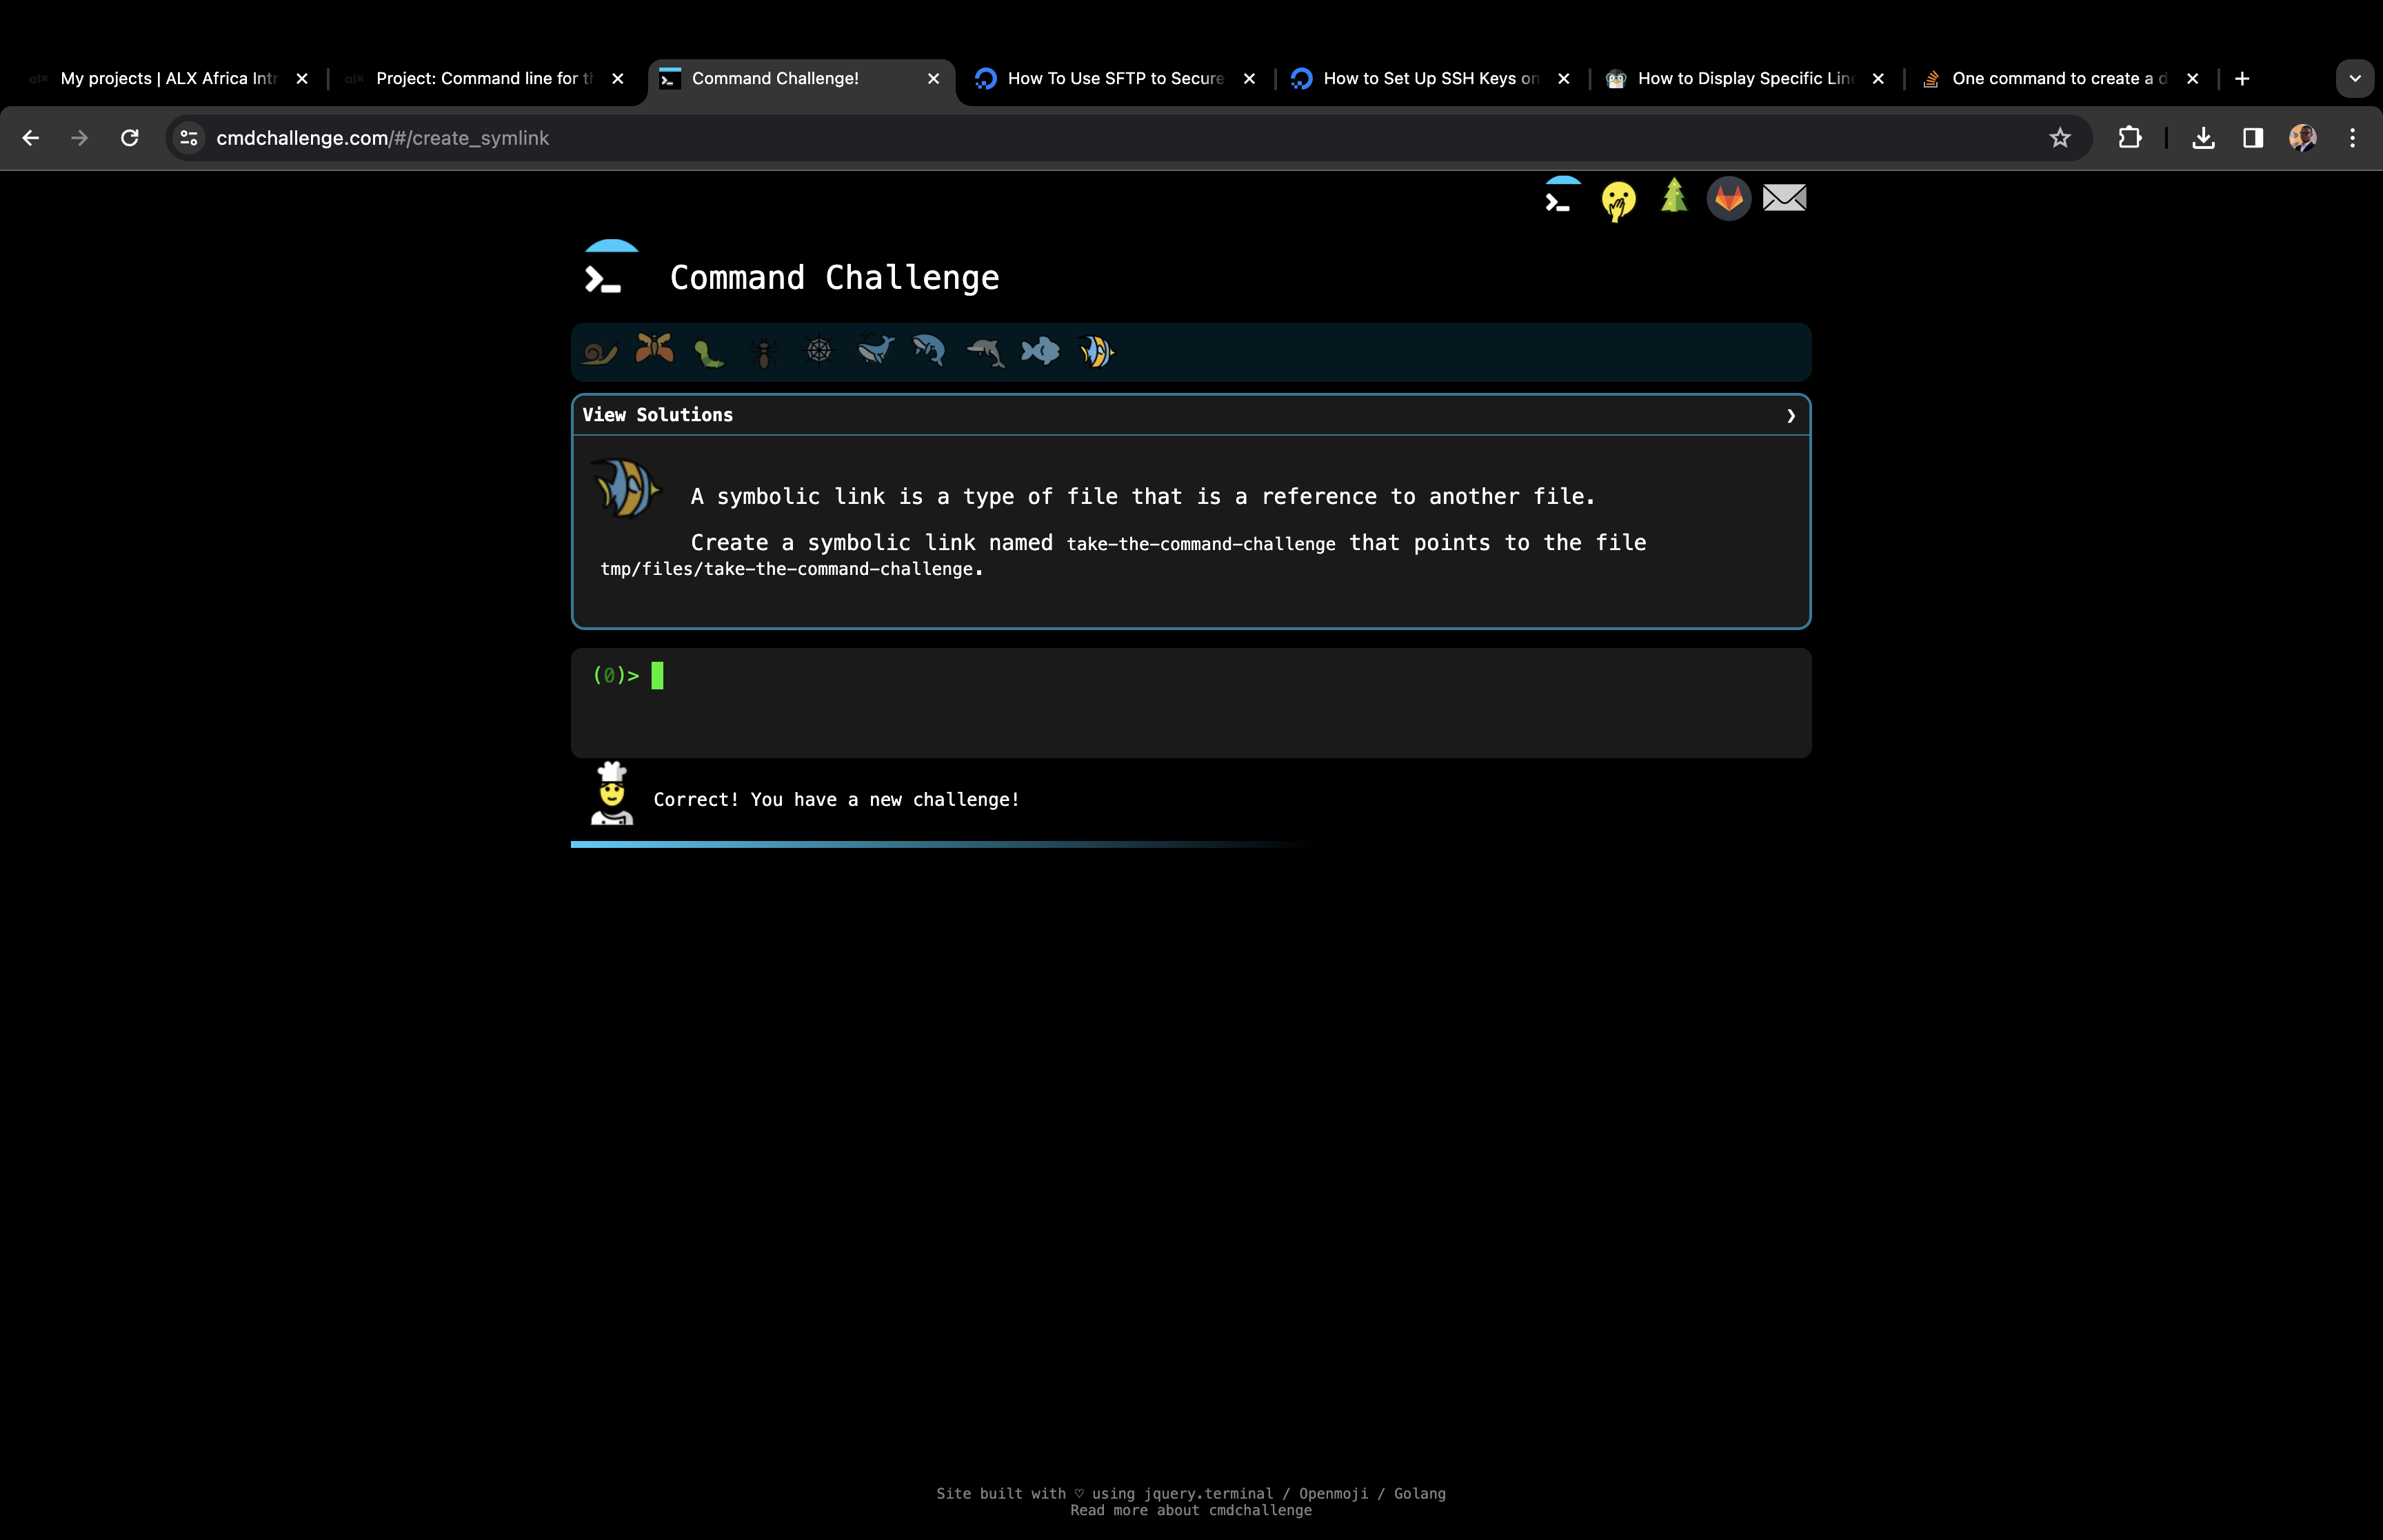 My projects | ALX Africa Intr
Project: Command line for th
Command Challenge!
How To Use SFTP to Secure
How to Set Up SSH Keys on
How to Display Specific Line
One command to create a d
cmdchallenge.com/#/create_symlink
Command Challenge
View Solutions
A symbolic link is a type of file that is a reference to another file.
Create a symbolic link named take-the-command-challenge that points to the file
tmp/files/take-the-command-challenge.
(0)>
Correct! You have a new challenge!
Site built with ♡ using jquery.terminal / Openmoji / Golang
Read more about cmdchallenge